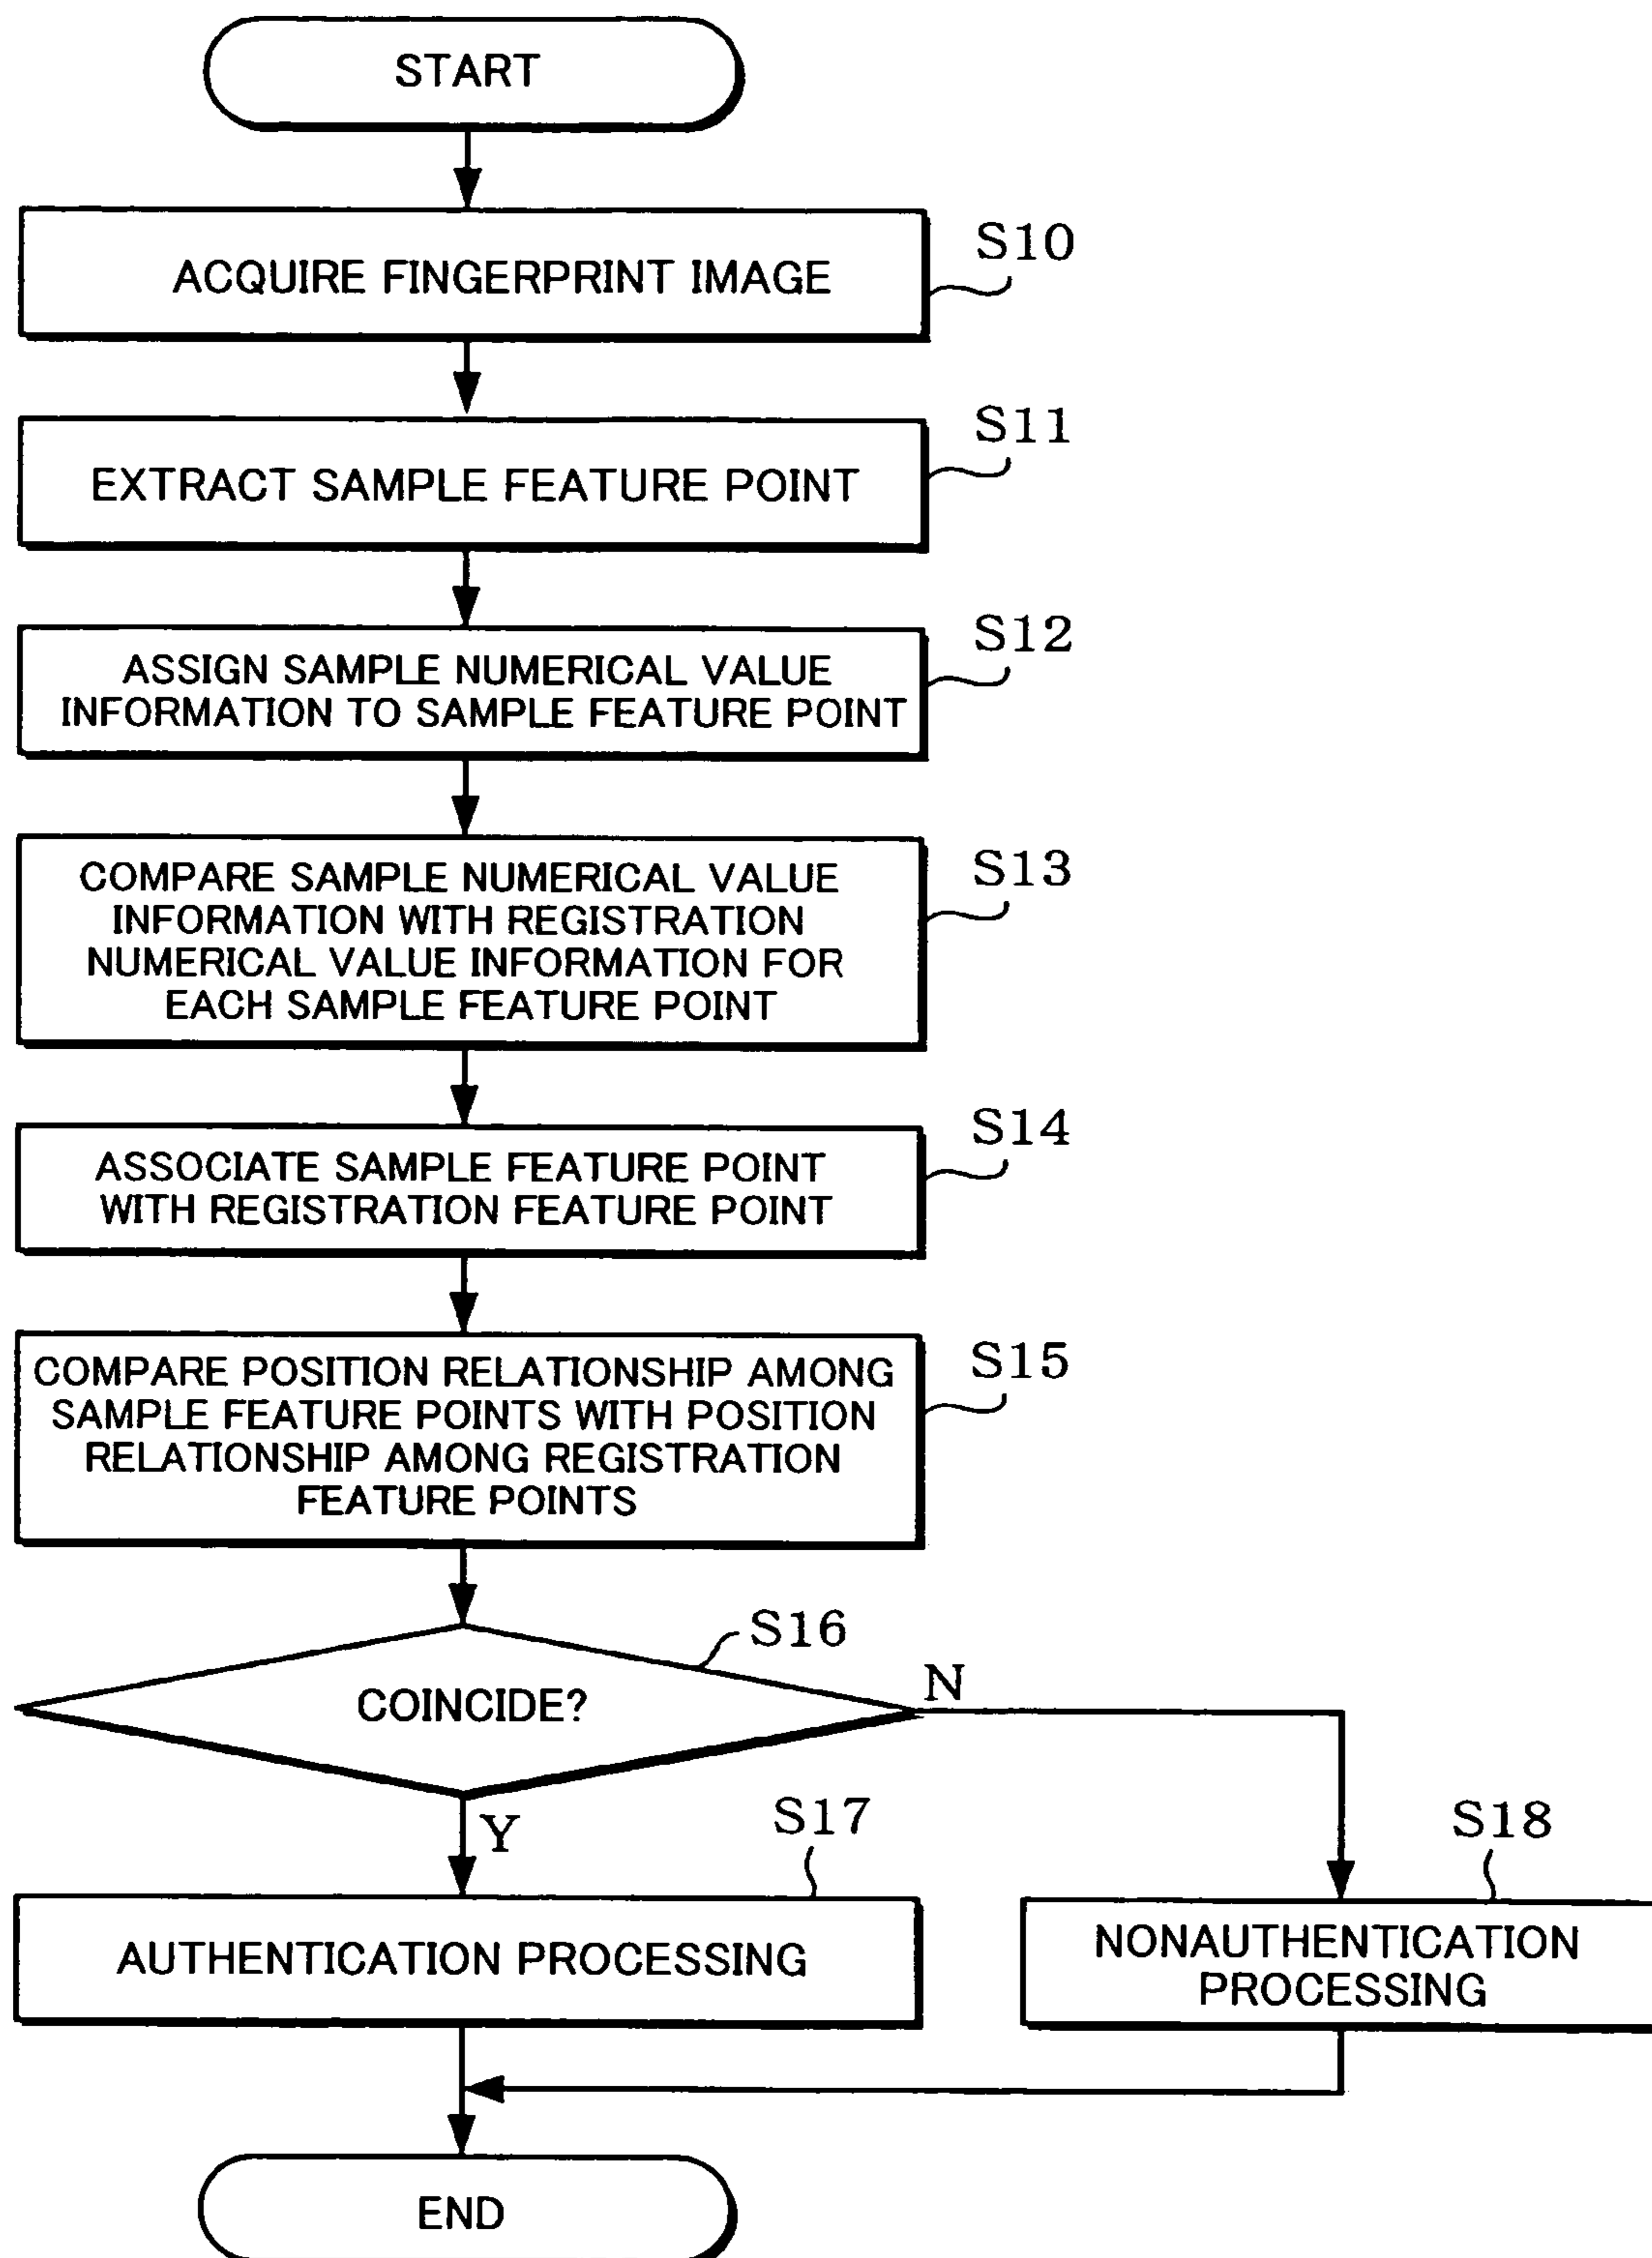 START
ACQUIRE FINGERPRINT IMAGE
S10
EXTRACT SAMPLE FEATURE POINT
S11
ASSIGN SAMPLE NUMERICAL VALUE
INFORMATION TO SAMPLE FEATURE POINT
S12
COMPARE SAMPLE NUMERICAL VALUE
INFORMATION WITH REGISTRATION
NUMERICAL VALUE INFORMATION FOR
EACH SAMPLE FEATURE POINT
S13
ASSOCIATE SAMPLE FEATURE POINT
WITH REGISTRATION FEATURE POINT
S14
COMPARE POSITION RELATIONSHIP AMONG
SAMPLE FEATURE POINTS WITH POSITION
RELATIONSHIP AMONG REGISTRATION
FEATURE POINTS
S15
S16
COINCIDE?
N
Y
S17
AUTHENTICATION PROCESSING
S18
NONAUTHENTICATION
PROCESSING
END